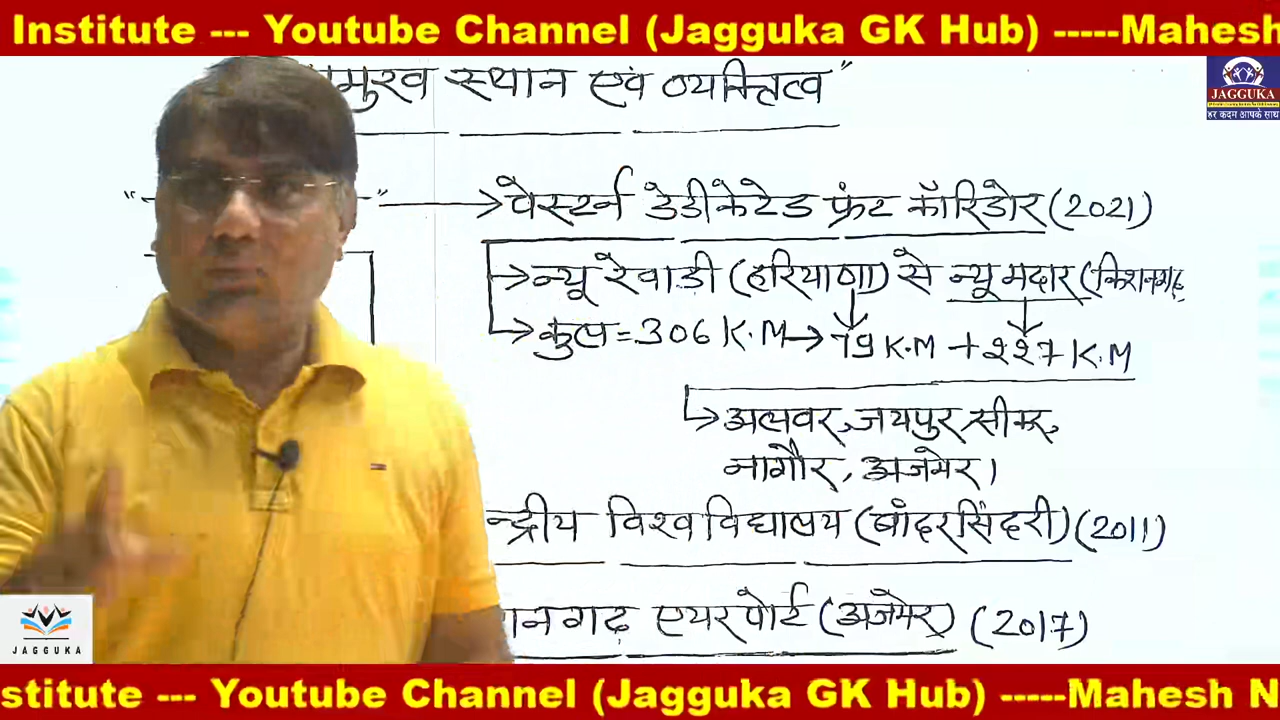 Institute --- Youtube Channel (Jagguka GK Hub) -----Mahesh
स्थान एवं व्यक्तित्व"
JAGGUKA
हर कदम आपके साथ
वेस्टर्न डेडीकेटेड फ्रंट कॉरिडोर (2021)
न्यू रेवाडी (हरियाणा) से न्यू मदार (किशनगढ़
कुल = 306 K.M → 79 K.M + २२7 K.M
अलवर, जयपुर, सीकर,
नागौर, अजमेर।
न्द्रीय विश्वविद्यालय (बांदरसिंदरी) (2011)
नगढ़ एयरपोर्ट (अजमेर) (2017)
JAGGUKA
stitute --- Youtube Channel (Jagguka GK Hub) -----Mahesh N